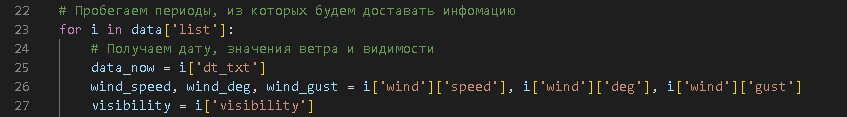 22 # Пробегаем периоды, из которых будем доставать инфомацию
23 for i in data['list']:
24 # Получаем дату, значения ветра и видимости
25 data_now = i['dt_txt']
26 wind_speed, wind_deg, wind_gust = i['wind']['speed'], i['wind']['deg'], i['wind']['gust']
27 visibility = i['visibility']